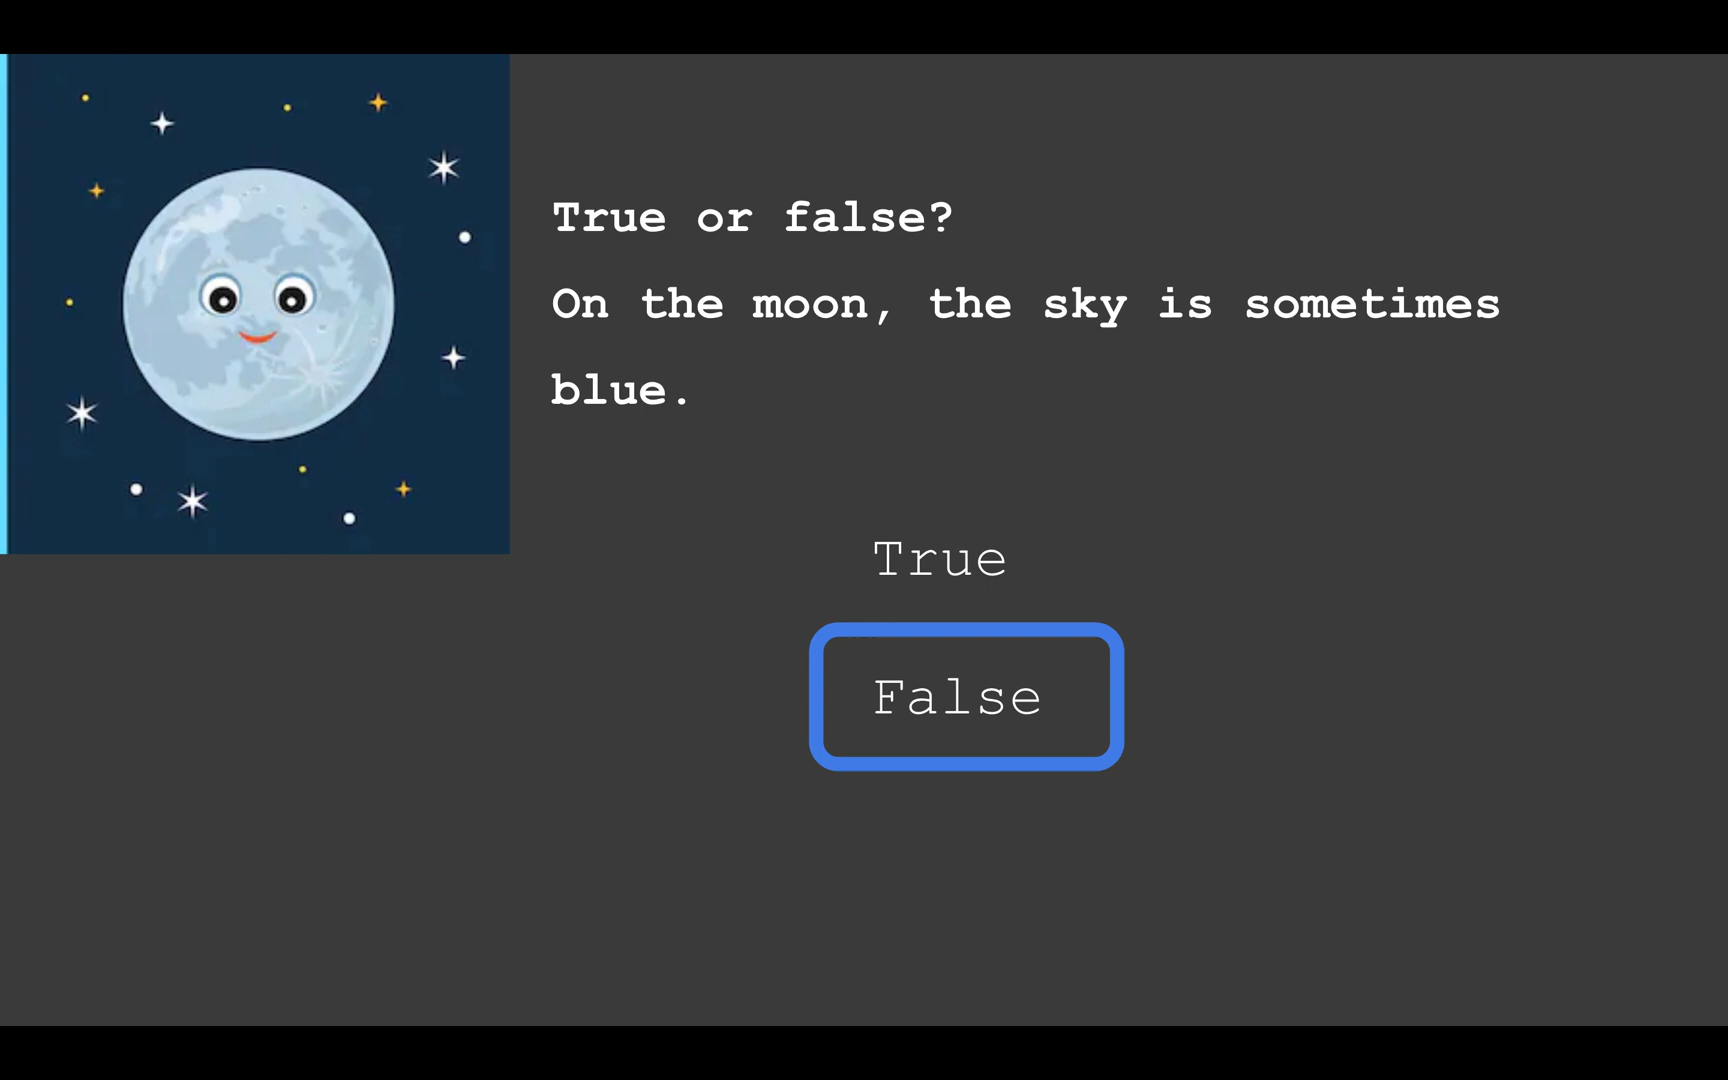 True or false?
On the moon, the sky is sometimes
blue.
True
False